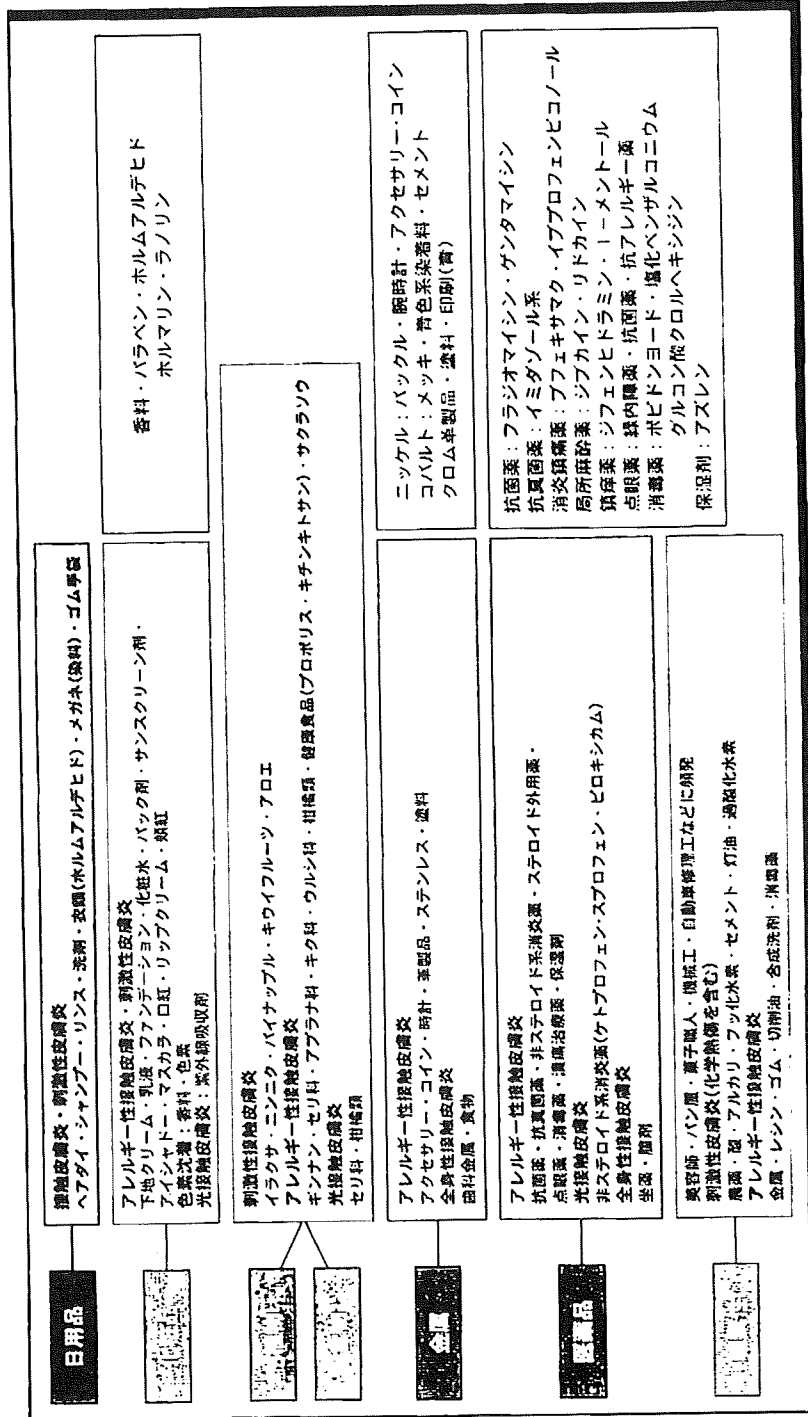 日用品
接触皮膚炎・刺激性皮膚炎
ヘアダイ・シャンプー・リンス・洗剤・衣類(ホルムアルデヒド)・メガネ(染料)・ゴム手袋
アレルギー性接触皮膚炎・刺激性皮膚炎
下地クリーム・乳液・ファンデーション・化粧水・パック剤・サンスクリーン剤・
アイシャドー・マスカラ・口紅・リップクリーム・頬紅
色素沈着：香料・色素
光接触皮膚炎：紫外線吸収剤
香料・パラベン・ホルムアルデヒド
ホルマリン・ラノリン
刺激性接触皮膚炎
イラクサ・ニンニク・パイナップル・キウイフルーツ・アロエ
アレルギー性接触皮膚炎
ギンナン・セリ科・アブラナ科・キク科・ウルシ科・柑橘類・健康食品(プロポリス・キチンキトサン)・サクラソウ
光接触皮膚炎
セリ科・柑橘類
金属
アレルギー性接触皮膚炎
アクセサリー・コイン・時計・革製品・ステンレス・塗料
全身性接触皮膚炎
歯科金属・食物
ニッケル：バックル・腕時計・アクセサリー・コイン
コバルト：メッキ・青色系染着料・セメント
クロム革製品・塗料・印刷(青)
医薬品
アレルギー性接触皮膚炎
抗菌薬・抗真菌薬・非ステロイド系消炎薬・ステロイド外用薬・
点眼薬・消毒薬・潰瘍治療薬・保湿剤
光接触皮膚炎
非ステロイド系消炎薬(ケトプロフェン・スプロフェン・ピロキシカム)
全身性接触皮膚炎
坐薬・膣剤
抗菌薬：フラジオマイシン・ゲンタマイシン
抗真菌薬：イミダゾール系
消炎鎮痛薬：ブフェキサマク・イブプロフェンピコノール
局所麻酔薬：ジブカイン・リドカイン
鎮痒薬：ジフェンヒドラミン・l－メントール
点眼薬：緑内障薬・抗菌薬・抗アレルギー薬
消毒薬：ポビドンヨード・塩化ベンザルコニウム
グルコン酸クロルヘキシジン
保湿剤：アズレン
美容師・パン屋・菓子職人・機械工・自動車修理工などに頻発
刺激性皮膚炎(化学熱傷を含む)
農薬・酸・アルカリ・フッ化水素・セメント・灯油・過酸化水素
アレルギー性接触皮膚炎
金属・レジン・ゴム・切削油・合成洗剤・消毒薬